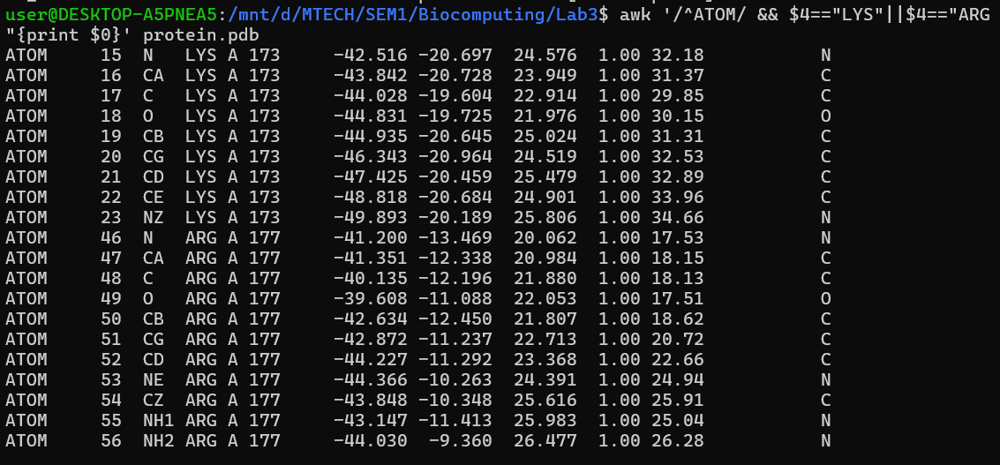 user@DESKTOP-A5PNEA5:/mnt/d/MTECH/SEM1/Biocomputing/Lab3$ awk '/^ATOM/ && $4=="LYS"||$4=="ARG
"{print $0}' protein.pdb
ATOM     15  N   LYS A 173     -42.516 -20.697  24.576  1.00 32.18           N
ATOM     16  CA  LYS A 173     -43.842 -20.728  23.949  1.00 31.37           C
ATOM     17  C   LYS A 173     -44.028 -19.604  22.914  1.00 29.85           C
ATOM     18  O   LYS A 173     -44.831 -19.725  21.976  1.00 30.15           O
ATOM     19  CB  LYS A 173     -44.935 -20.645  25.024  1.00 31.31           C
ATOM     20  CG  LYS A 173     -46.343 -20.964  24.519  1.00 32.53           C
ATOM     21  CD  LYS A 173     -47.425 -20.459  25.479  1.00 32.89           C
ATOM     22  CE  LYS A 173     -48.818 -20.684  24.901  1.00 33.96           C
ATOM     23  NZ  LYS A 173     -49.893 -20.189  25.806  1.00 34.66           N
ATOM     46  N   ARG A 177     -41.200 -13.469  20.062  1.00 17.53           N
ATOM     47  CA  ARG A 177     -41.351 -12.338  20.984  1.00 18.15           C
ATOM     48  C   ARG A 177     -40.135 -12.196  21.880  1.00 18.13           C
ATOM     49  O   ARG A 177     -39.608 -11.088  22.053  1.00 17.51           O
ATOM     50  CB  ARG A 177     -42.634 -12.450  21.807  1.00 18.62           C
ATOM     51  CG  ARG A 177     -42.872 -11.237  22.713  1.00 20.72           C
ATOM     52  CD  ARG A 177     -44.227 -11.292  23.368  1.00 22.66           C
ATOM     53  NE  ARG A 177     -44.366 -10.263  24.391  1.00 24.94           N
ATOM     54  CZ  ARG A 177     -43.848 -10.348  25.616  1.00 25.91           C
ATOM     55  NH1 ARG A 177     -43.147 -11.413  25.983  1.00 25.04           N
ATOM     56  NH2 ARG A 177     -44.030  -9.360  26.477  1.00 26.28           N